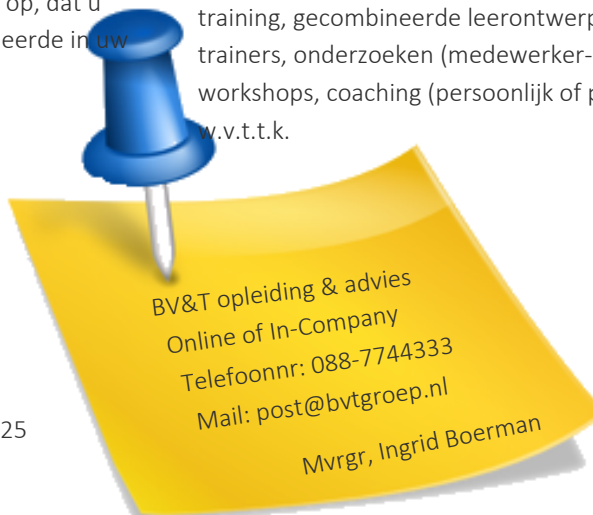 op, dat u
eerde in uw
training, gecombineerde leerontwerp
trainers, onderzoeken (medewerker-
workshops, coaching (persoonlijk of p
w.v.t.t.k.
BV&T opleiding & advies
Online of In-Company
Telefoonnr: 088-7744333
Mail: post@bvtgroep.nl
Mvrgr, Ingrid Boerman
25